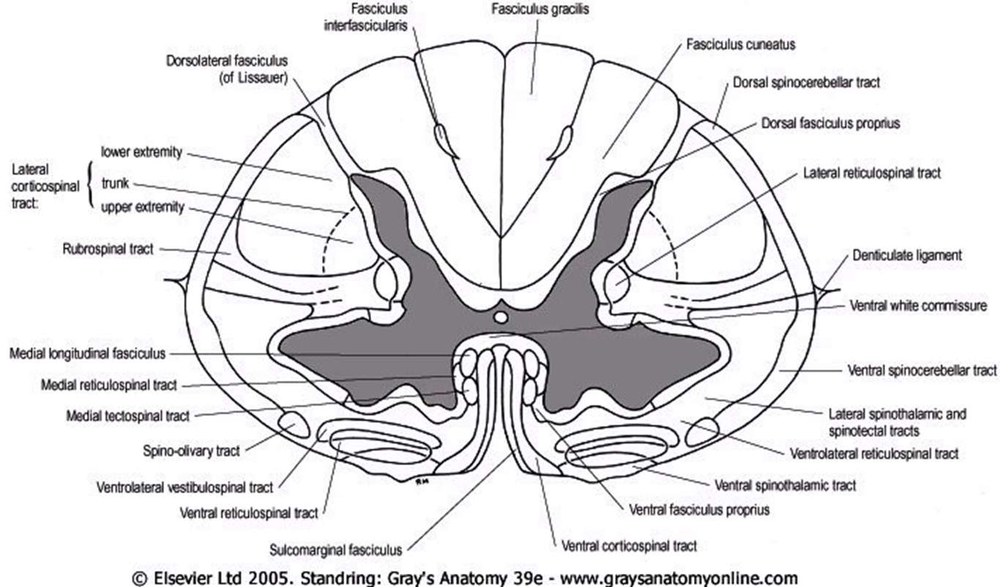 Fasciculus
interfascicularis
Fasciculus gracilis
Fasciculus cuneatus
Dorsolateral fasciculus
(of Lissauer)
Dorsal spinocerebellar tract
Dorsal fasciculus proprius
lower extremity
Lateral
corticospinal
tract:
trunk
upper extremity
Lateral reticulospinal tract
Rubrospinal tract
Denticulate ligament
Ventral white commissure
Medial longitudinal fasciculus
Ventral spinocerebellar tract
Medial reticulospinal tract
Medial tectospinal tract
Lateral spinothalamic and
spinotectal tracts
Spino-olivary tract
Ventrolateral reticulospinal tract
Ventrolateral vestibulospinal tract
Ventral spinothalamic tract
Ventral reticulospinal tract
Ventral fasciculus proprius
Sulcomarginal fasciculus
Ventral corticospinal tract
RM
© Elsevier Ltd 2005. Standring: Gray's Anatomy 39e - www.graysanatomyonline.com